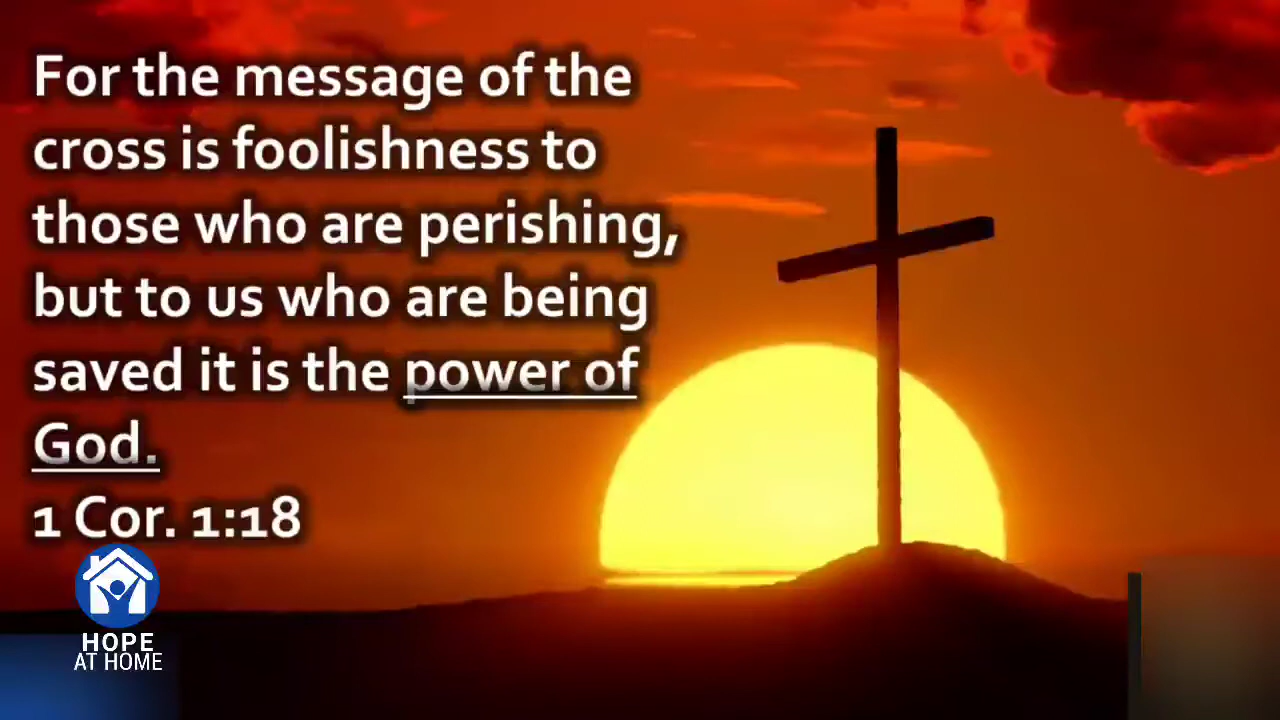 For the message of the
cross is foolishness to
those who are perishing,
but to us who are being
saved it is the power of
God.
1 Cor. 1:18
HOPE
AT HOME